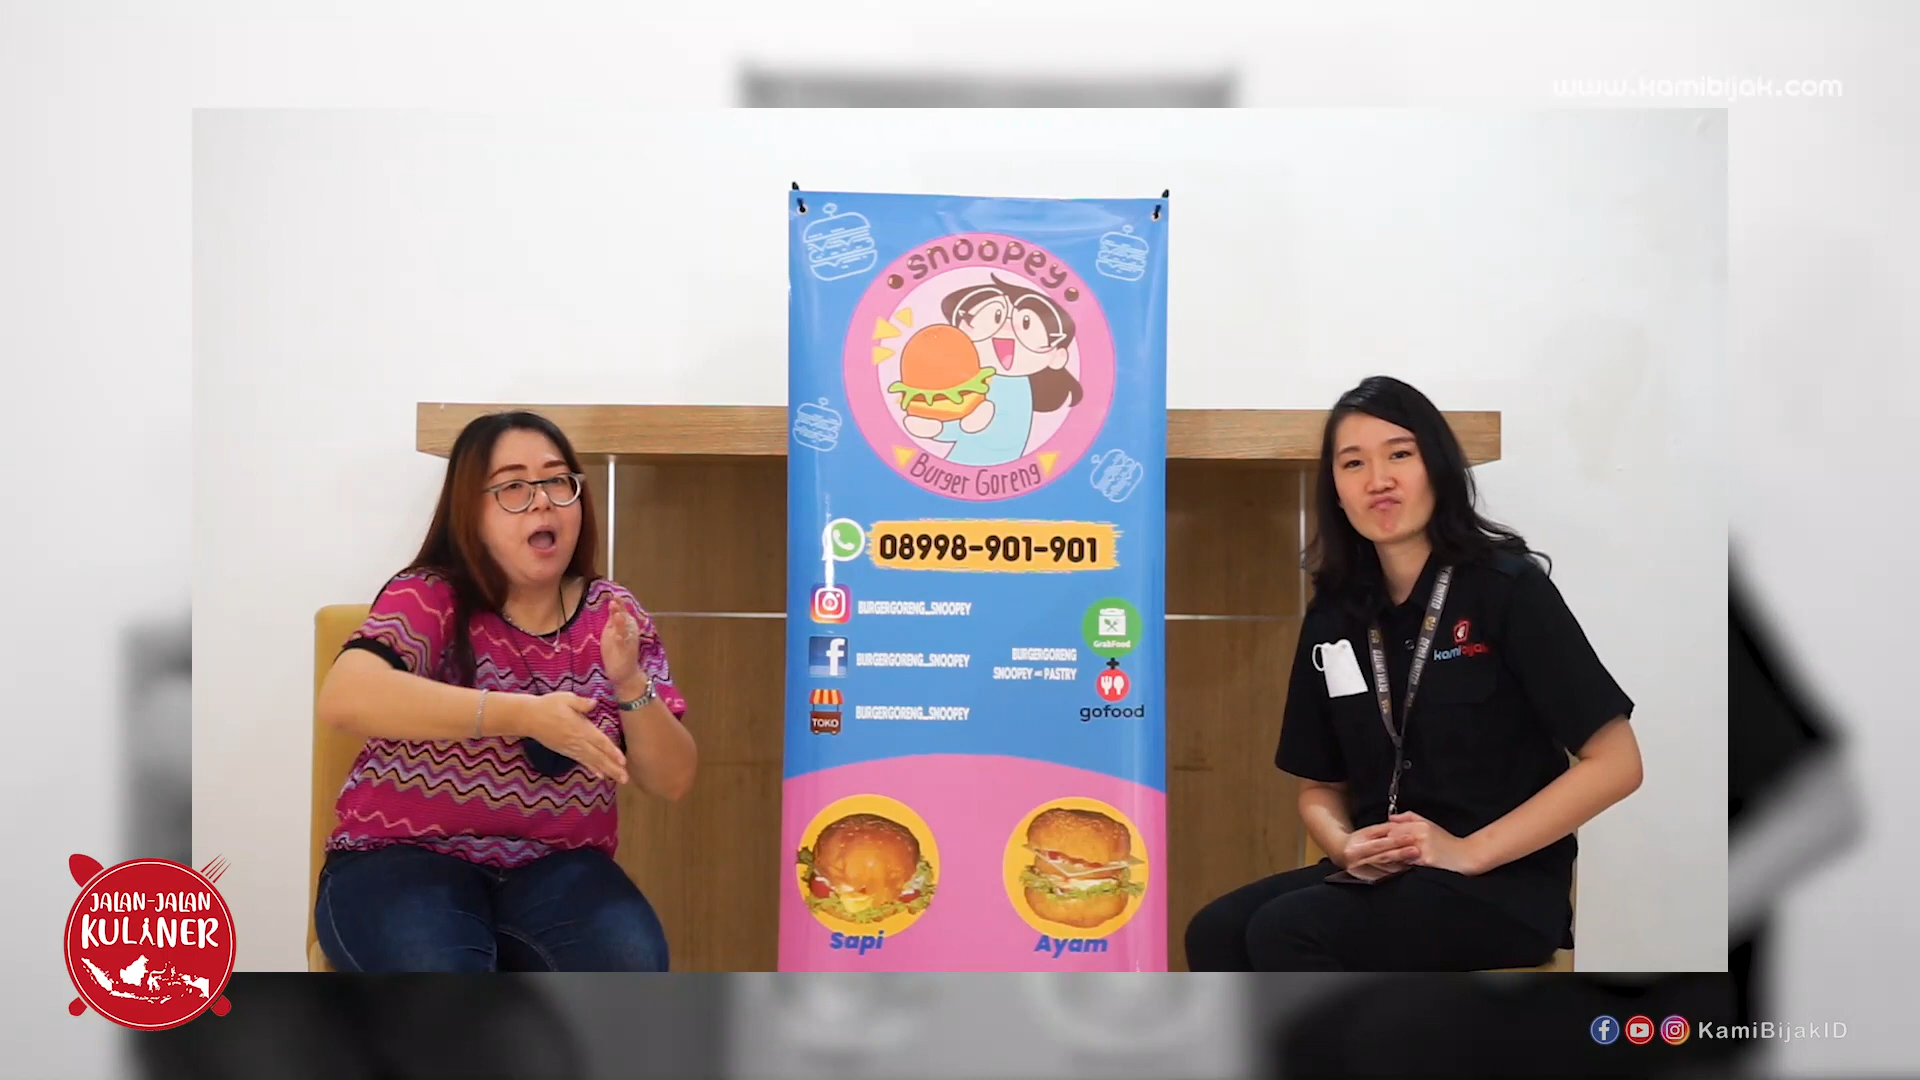 www.kamibijak.com
snoopey
Burger Goreng
08998-901-901
BURGERGORENG_SNOOPEY
BURGERGORENG_SNOOPEY
TOKO
BURGERGORENG_SNOOPEY
GrabFood
BURGERGORENG
SNOOPEY PASTRY
gofood
Sapi
Ayam
kamibijak
JALAN-JALAN
KULINER
KamiBijakID